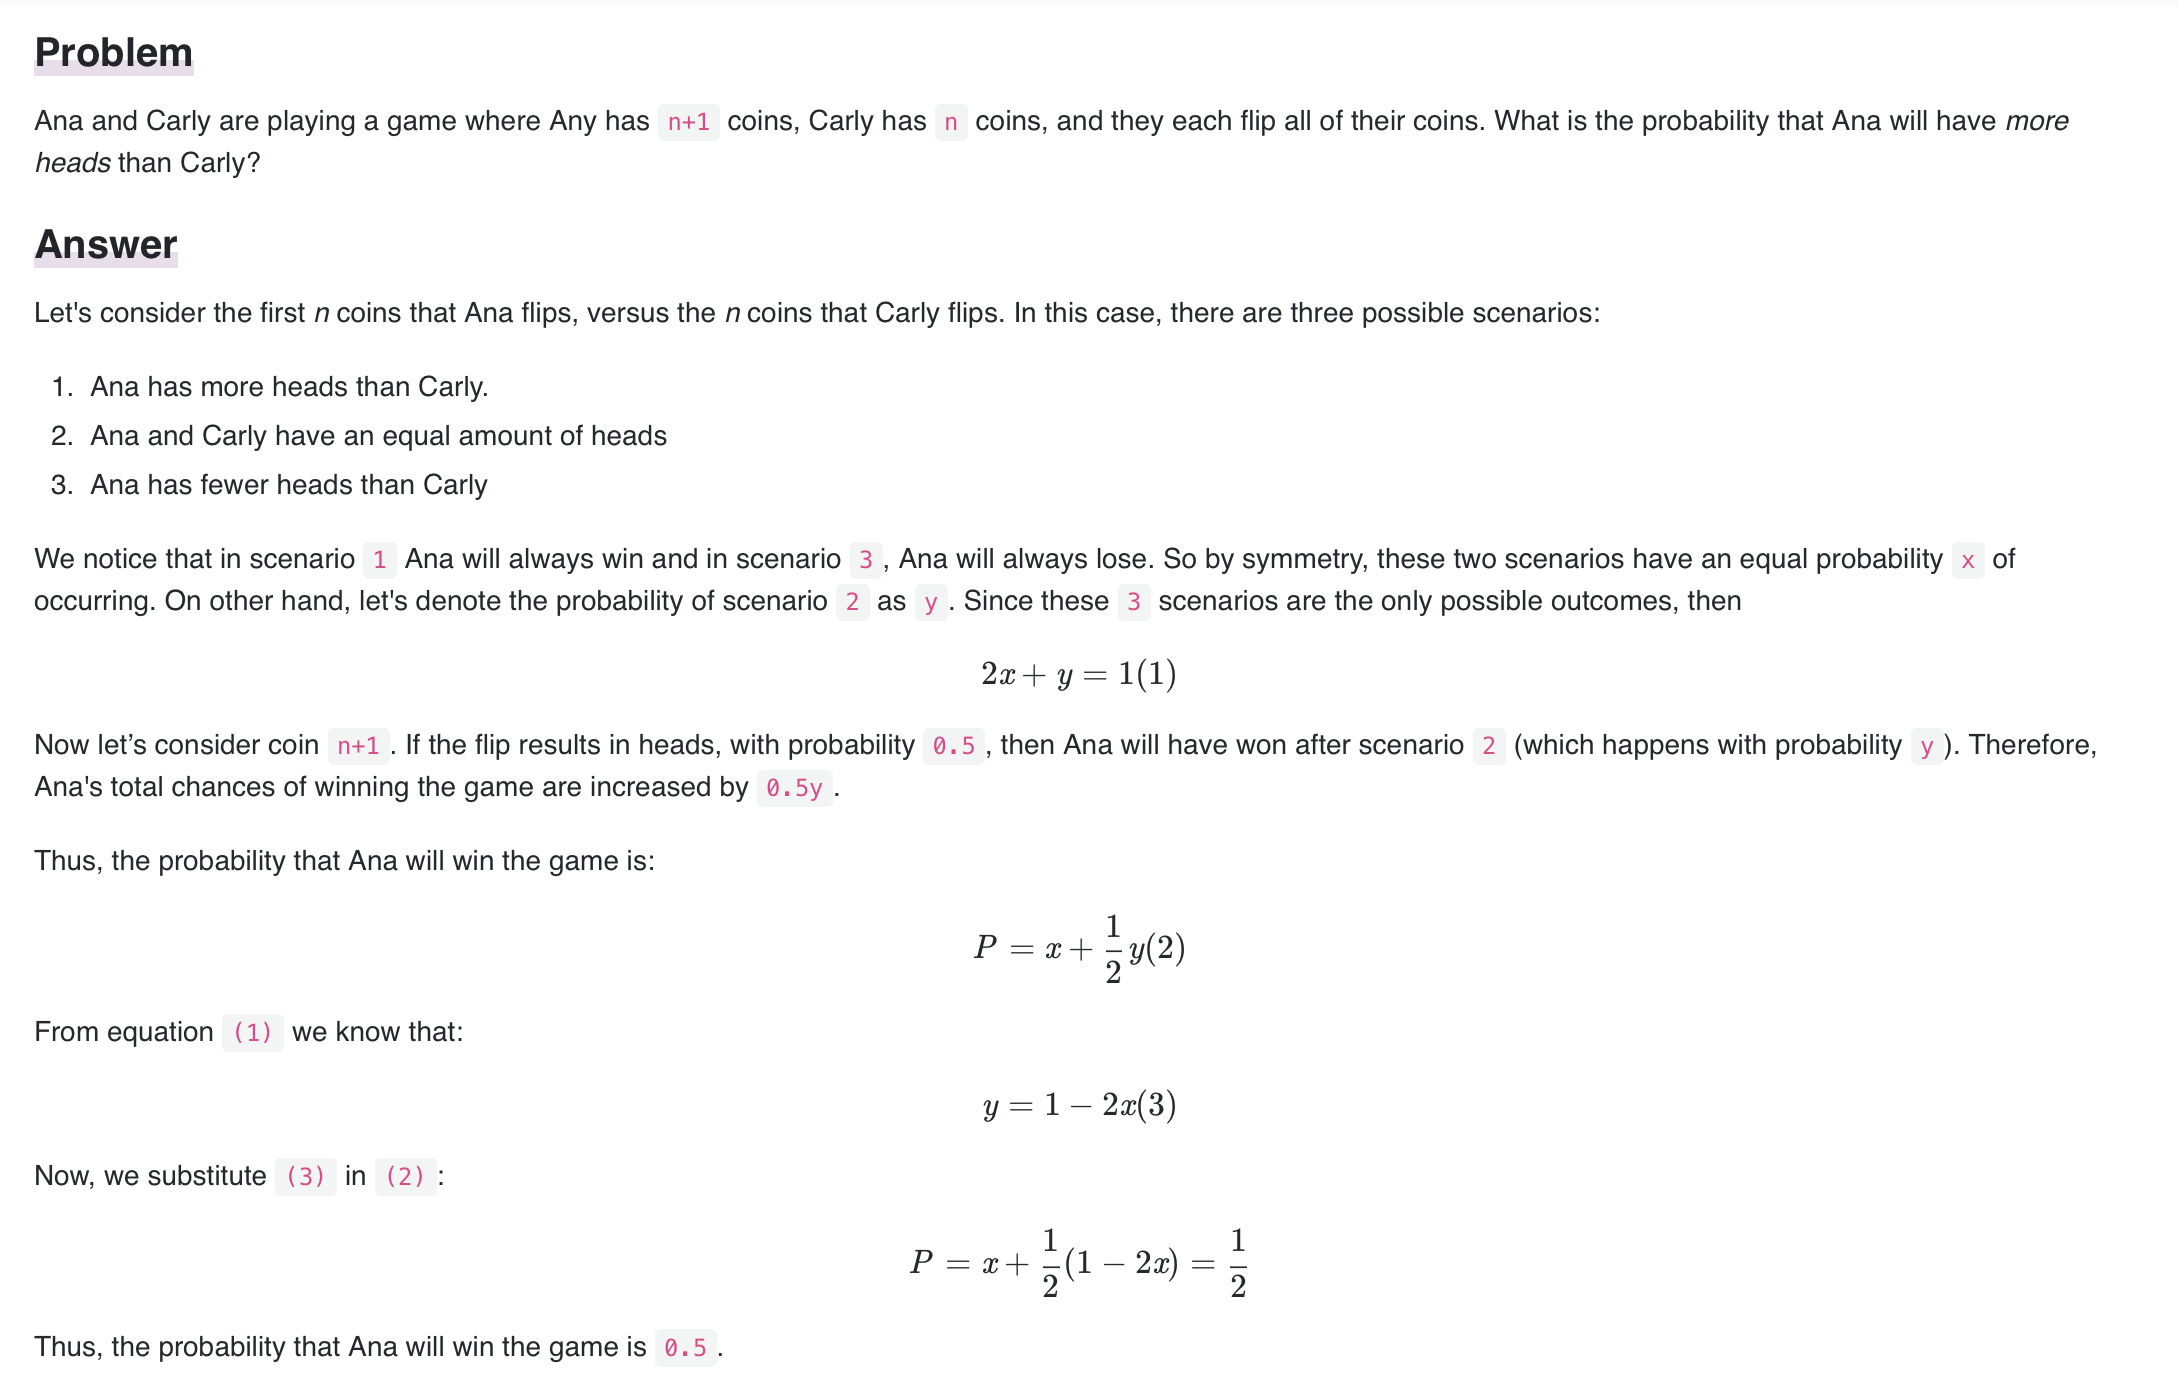 Problem
Ana and Carly are playing a game where Any has n+1 coins, Carly has n coins, and they each flip all of their coins. What is the probability that Ana will have more
heads than Carly?
Answer
Let's consider the first n coins that Ana flips, versus the n coins that Carly flips. In this case, there are three possible scenarios:
1. Ana has more heads than Carly.
2. Ana and Carly have an equal amount of heads
3. Ana has fewer heads than Carly
We notice that in scenario 1 Ana will always win and in scenario 3 , Ana will always lose. So by symmetry, these two scenarios have an equal probability x of
occurring. On other hand, let's denote the probability of scenario 2 as y . Since these 3 scenarios are the only possible outcomes, then
2x + y = 1(1)
Now let’s consider coin n+1 . If the flip results in heads, with probability 0.5 , then Ana will have won after scenario 2 (which happens with probability y ). Therefore,
Ana's total chances of winning the game are increased by 0.5y .
Thus, the probability that Ana will win the game is:
P = x + 1/2 y(2)
From equation (1) we know that:
y = 1 − 2x(3)
Now, we substitute (3) in (2) :
P = x + 1/2 (1 − 2x) = 1/2
Thus, the probability that Ana will win the game is 0.5 .